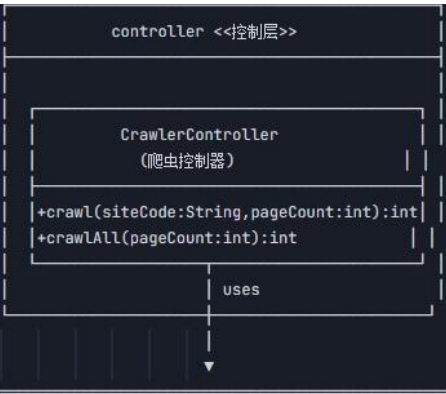 controller <<控制层>>
CrawlerController
(爬虫控制器)
+crawl(siteCode:String,pageCount:int):int
+crawlAll(pageCount:int):int
uses